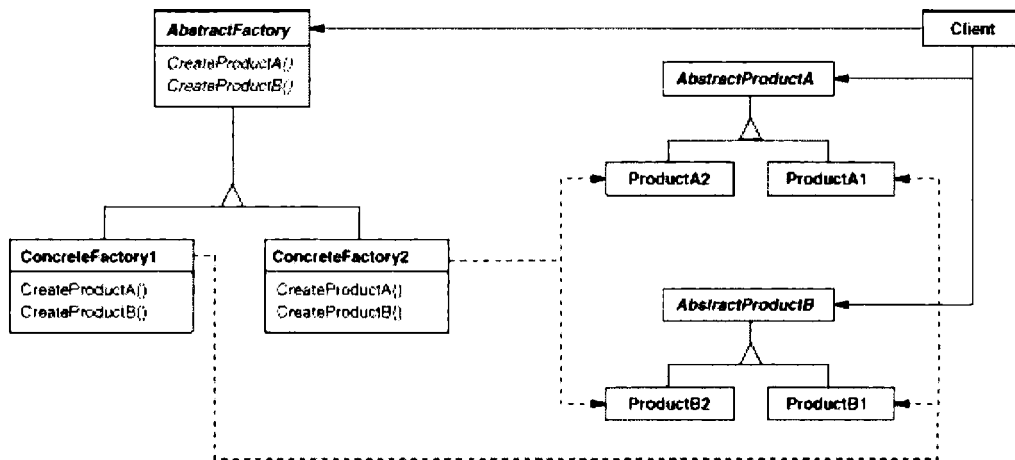 AbstractFactory
CreateProductA()
CreateProductB()
Client
AbstractProductA
ProductA2
ProductA1
ConcreteFactory1
CreateProductA()
CreateProductB()
ConcreteFactory2
CreateProductA()
CreateProductB()
AbstractProductB
ProductB2
ProductB1